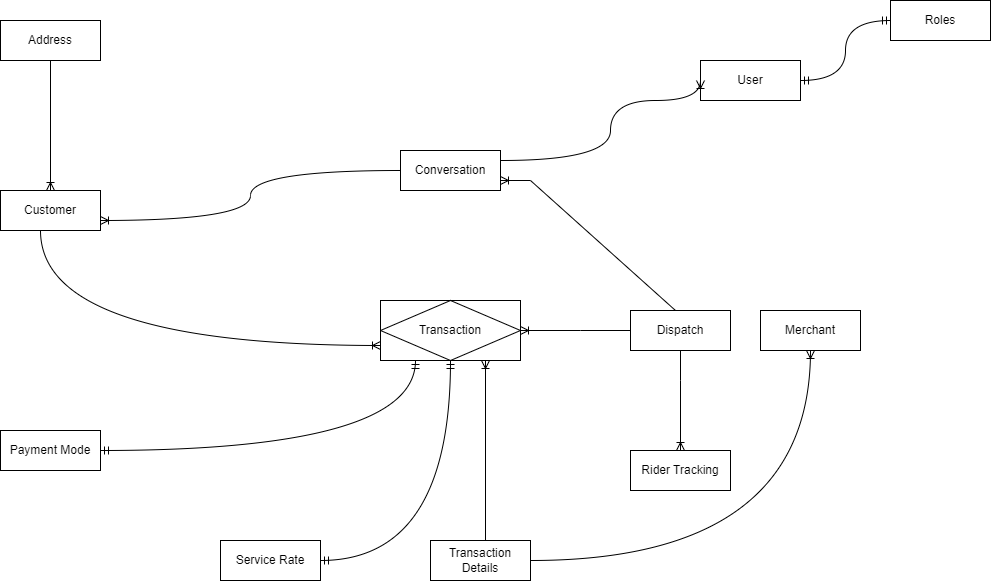 Roles
Address
User
Conversation
Customer
Transaction
Dispatch
Merchant
Payment Mode
Rider Tracking
Service Rate
Transaction
Details